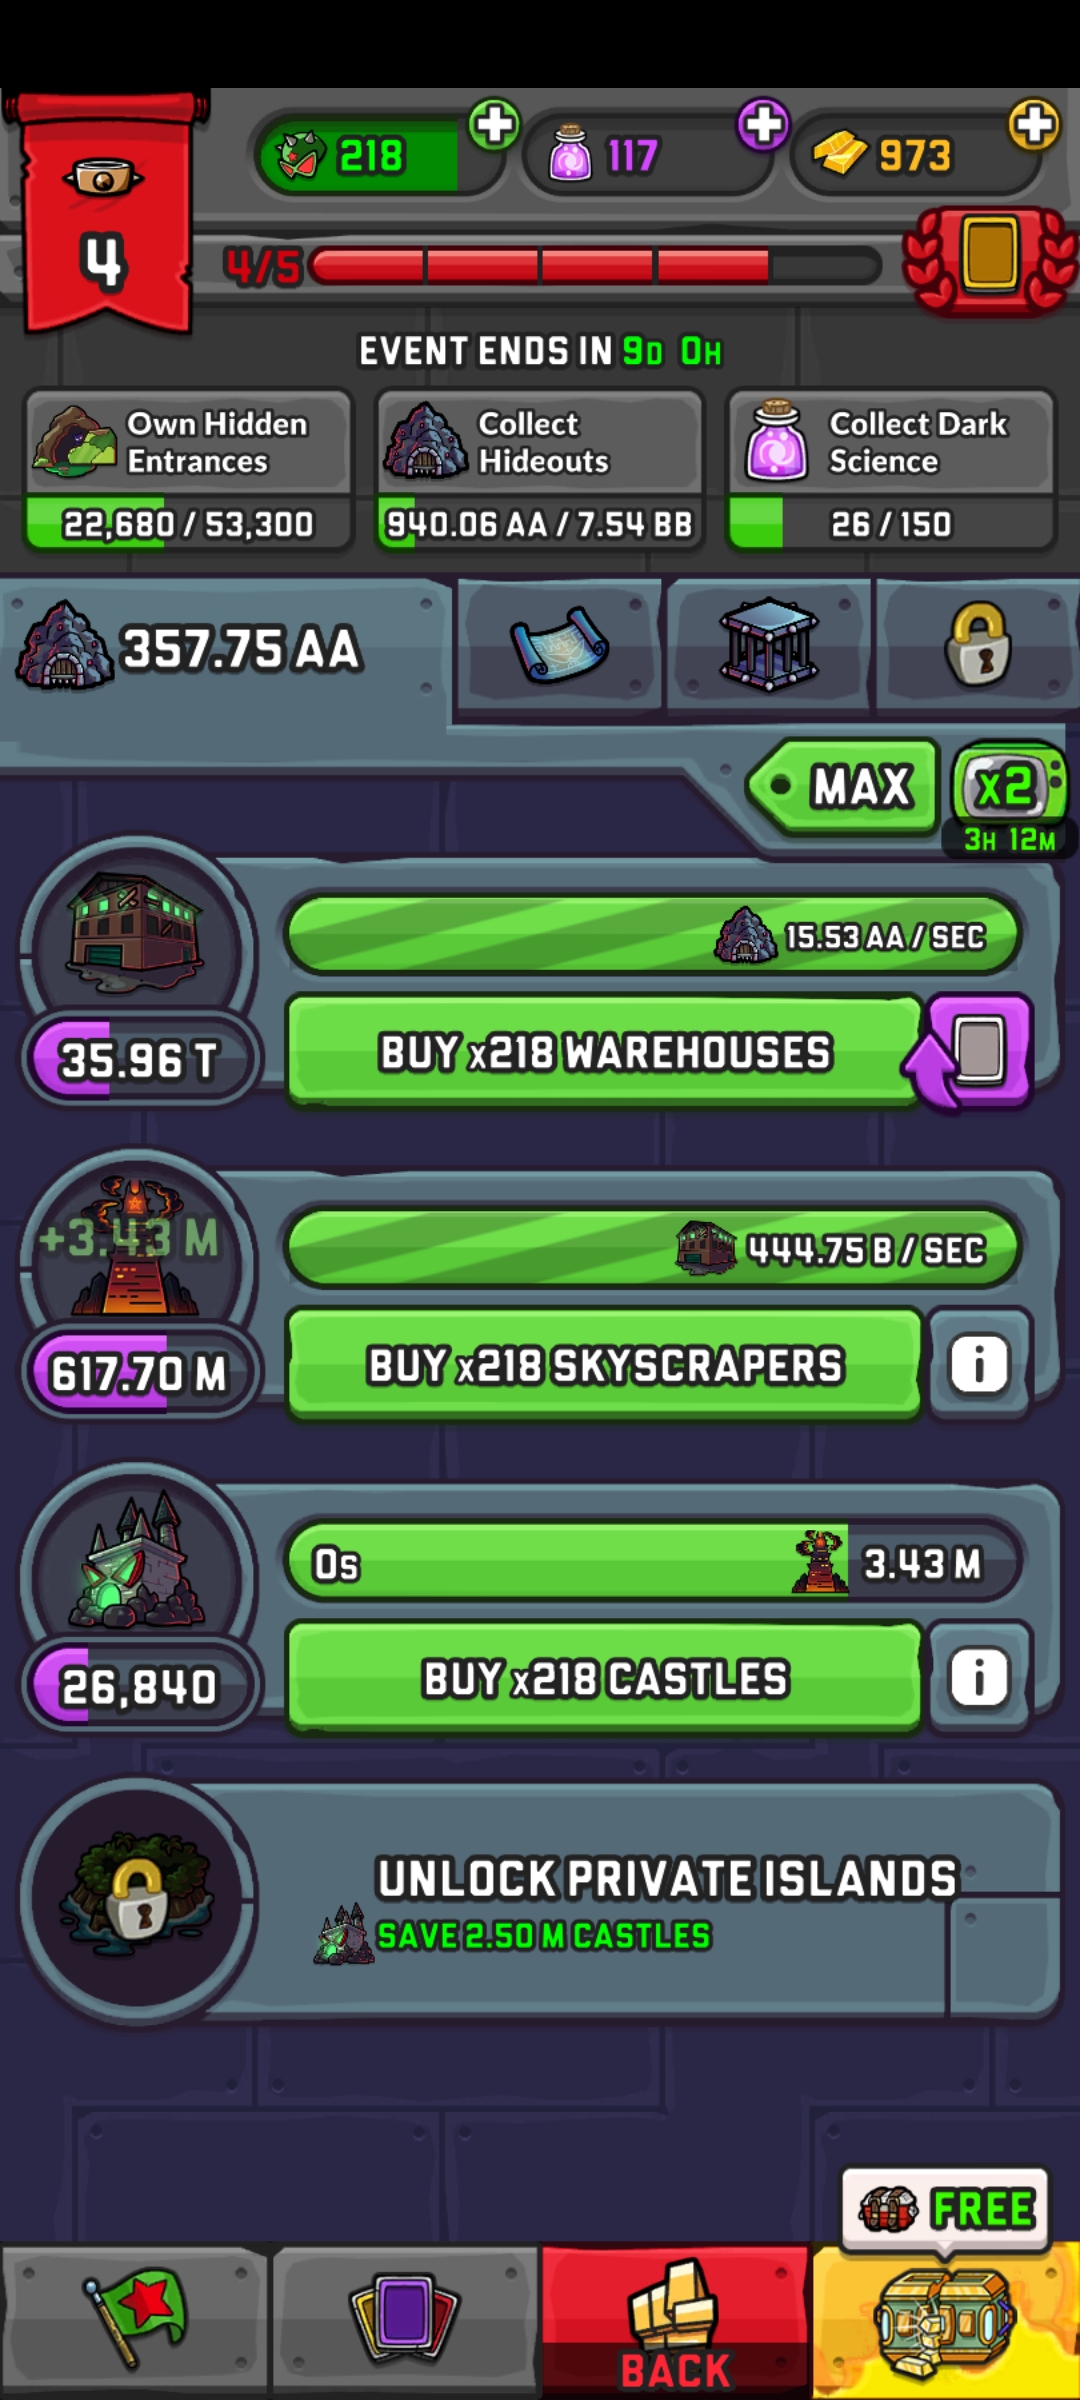 218
117
973
4
4/5
EVENT ENDS IN 9D 0H
Own Hidden
Entrances
22,680 / 53,300
Collect
Hideouts
940.06 AA / 7.54 BB
Collect Dark
Science
26 / 150
357.75 AA
MAX
x2
3H 12M
15.53 AA / SEC
35.96 T
BUY x218 WAREHOUSES
+3.43 M
444.75 B / SEC
617.70 M
BUY x218 SKYSCRAPERS
i
0s
3.43 M
26,840
BUY x218 CASTLES
i
UNLOCK PRIVATE ISLANDS
SAVE 2.50 M CASTLES
FREE
BACK